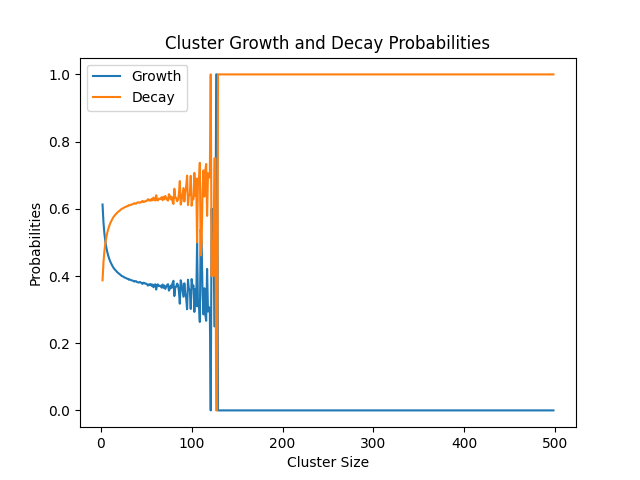 Cluster Growth and Decay Probabilities
Growth
Decay
1.0
0.8
0.6
0.4
0.2
0.0
Probabilities
0 100 200 300 400 500
Cluster Size